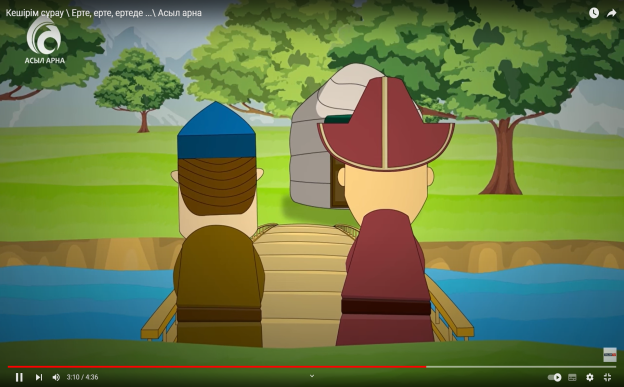 Кешірім сұрау \ Ерте, ерте, ертеде ...\ Асыл арна
АСЫЛ АРНА
3:10 / 4:36